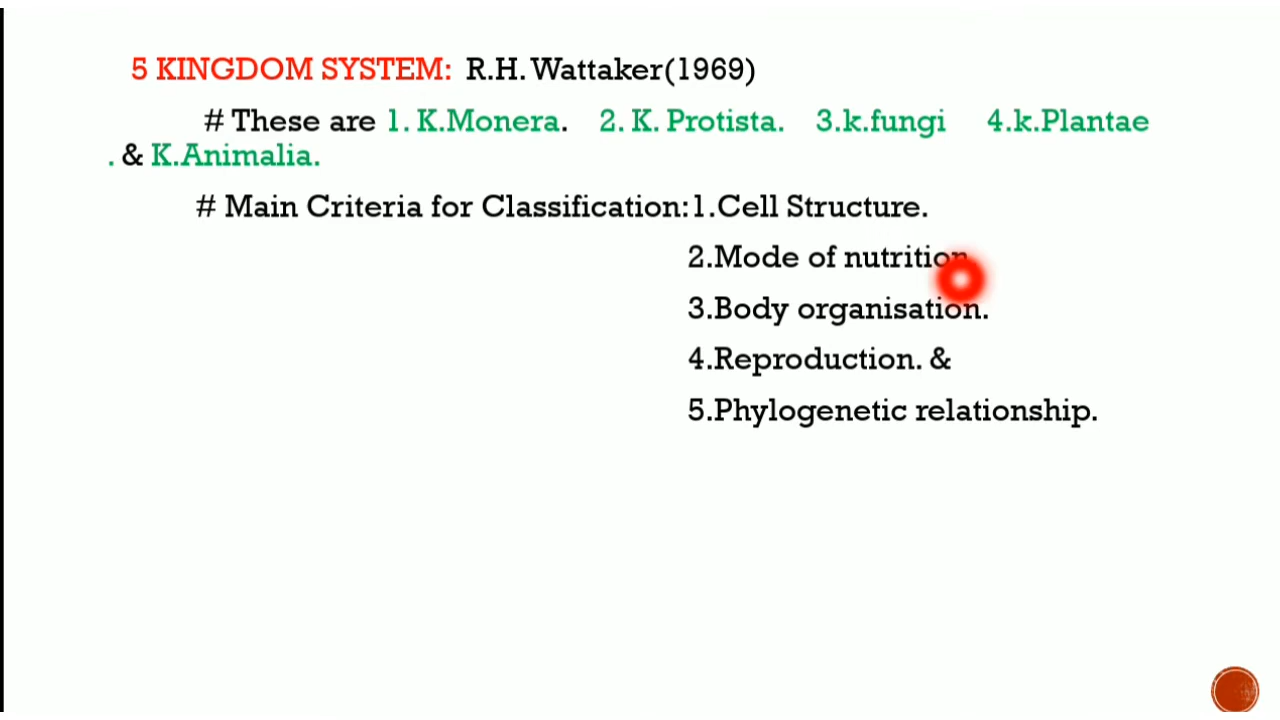 5 KINGDOM SYSTEM: R.H. Wattaker(1969)
# These are 1. K.Monera. 2. K. Protista. 3.k.fungi 4.k.Plantae
. & K.Animalia.
# Main Criteria for Classification:1.Cell Structure.
2.Mode of nutrition.
3.Body organisation.
4.Reproduction. &
5.Phylogenetic relationship.